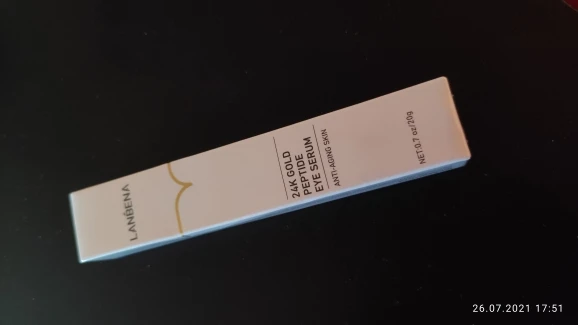 LANBENA
24K GOLD
PEPTIDE
EYE SERUM
ANTI-AGING SKIN
NET:0.7 oz/20g
26.07.2021 17:51